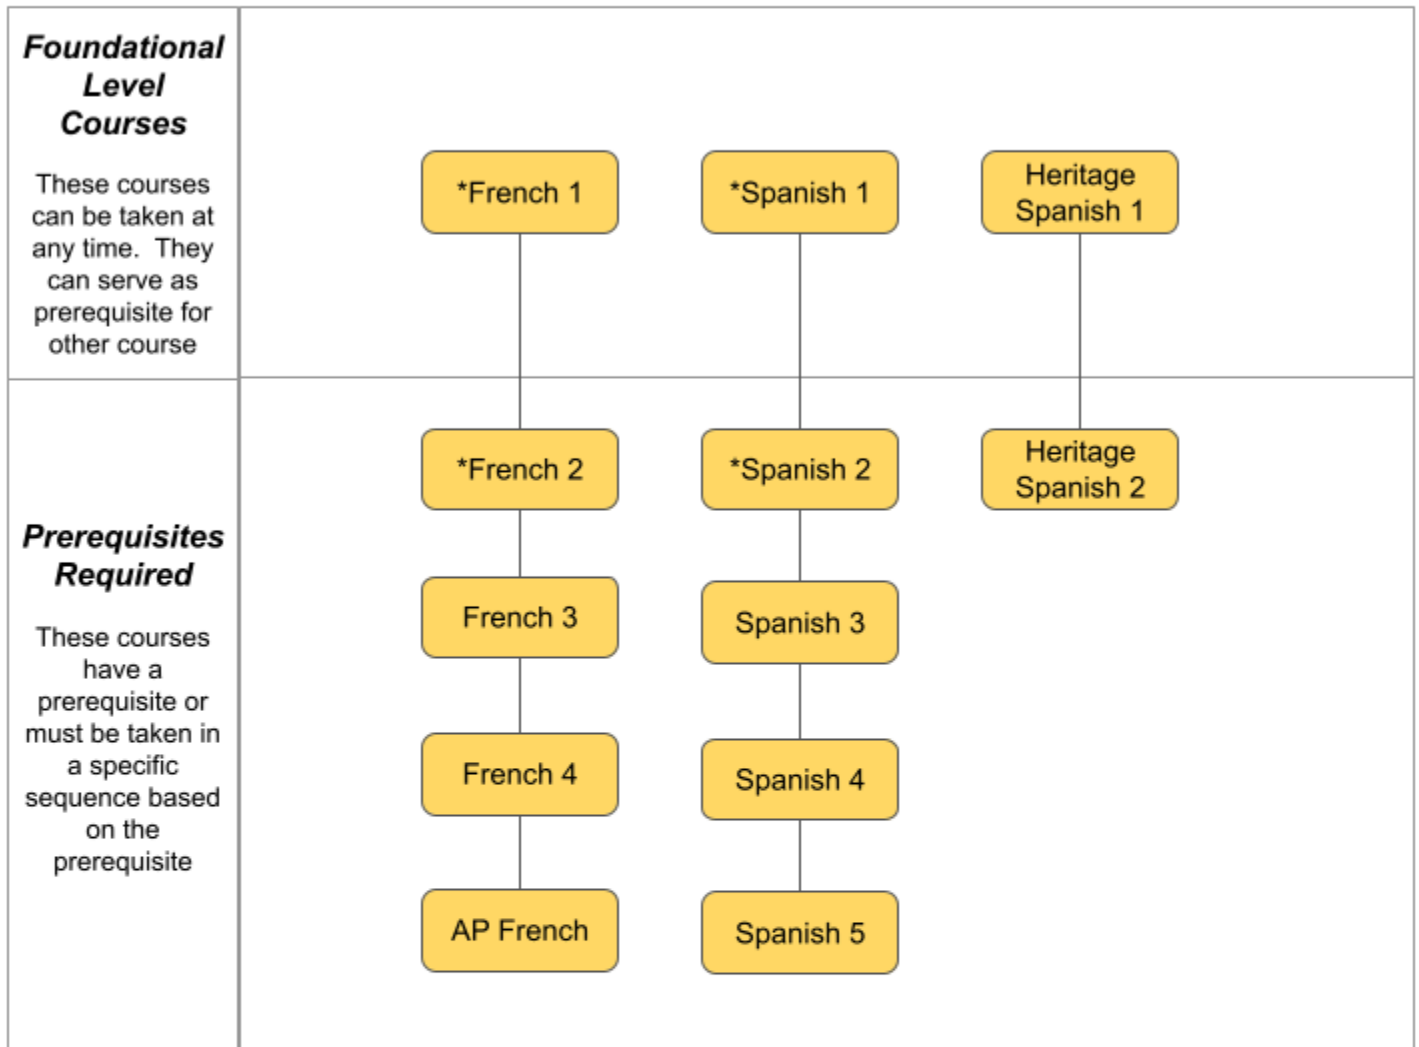 Foundational
Level
Courses
These courses
can be taken at
any time.  They
can serve as
prerequisite for
other course
*French 1
*Spanish 1
Heritage
Spanish 1
Prerequisites
Required
These courses
have a
prerequisite or
must be taken in
a specific
sequence based
on the
prerequisite
*French 2
*Spanish 2
Heritage
Spanish 2
French 3
Spanish 3
French 4
Spanish 4
AP French
Spanish 5